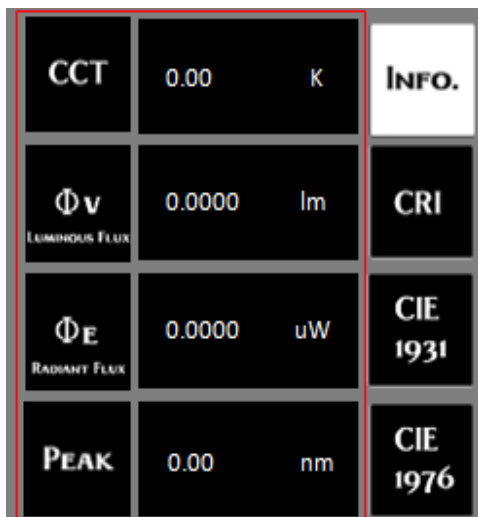 CCT 0.00 K INFO.
ΦV 0.0000 lm CRI
LUMINOUS FLUX
ΦE 0.0000 uW CIE 1931
RADIANT FLUX
PEAK 0.00 nm CIE 1976